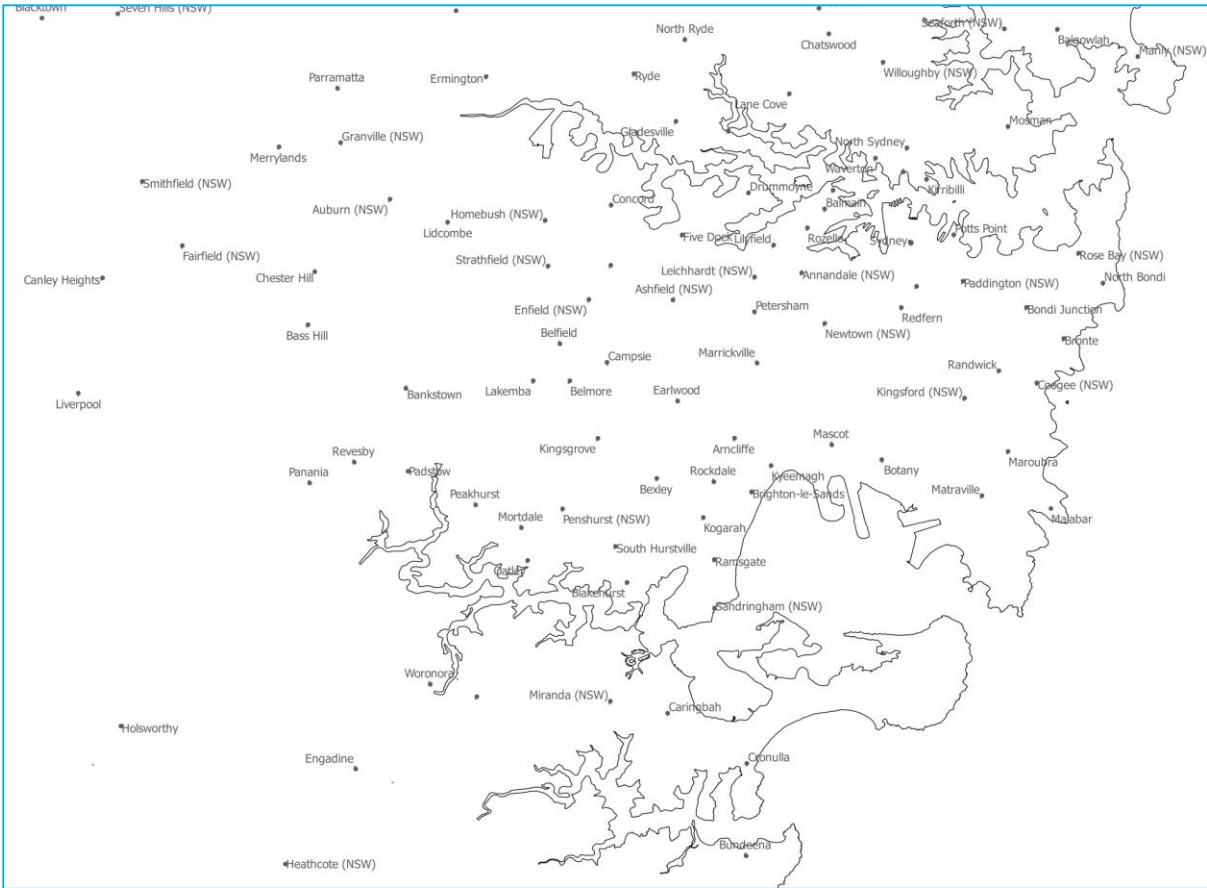 Blacktown
Seven Hills (NSW)
North Ryde
Chatswood
Seaforth (NSW)
Balgowlah
Manly (NSW)
Parramatta
Ermington
Ryde
Willoughby (NSW)
Lane Cove
Mosman
Granville (NSW)
Gladesville
North Sydney
Merrylands
Waverton
Smithfield (NSW)
Drummoyne
Kirribilli
Auburn (NSW)
Homebush (NSW)
Concord
Balmain
Lidcombe
Five Dock
Lilyfield
Rozelle
Sydney
Potts Point
Fairfield (NSW)
Strathfield (NSW)
Rose Bay (NSW)
Canley Heights
Chester Hill
Leichhardt (NSW)
Annandale (NSW)
Paddington (NSW)
North Bondi
Enfield (NSW)
Ashfield (NSW)
Petersham
Redfern
Bondi Junction
Bass Hill
Belfield
Newtown (NSW)
Bronte
Campsie
Marrickville
Randwick
Liverpool
Bankstown
Lakemba
Belmore
Earlwood
Kingsford (NSW)
Coogee (NSW)
Kingsgrove
Arncliffe
Mascot
Revesby
Panania
Padstow
Rockdale
Kyeemagh
Botany
Maroubra
Peakhurst
Bexley
Brighton-le-Sands
Matraville
Mortdale
Penshurst (NSW)
Kogarah
Malabar
South Hurstville
Oatley
Ramsgate
Blakehurst
Sandringham (NSW)
Woronora
Miranda (NSW)
Caringbah
Holsworthy
Engadine
Cronulla
Bundeena
Heathcote (NSW)